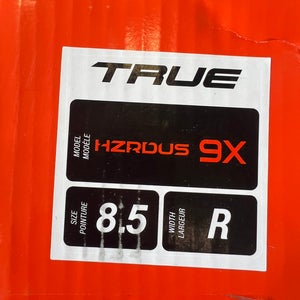 TRUE
MODEL
MODÈLE
HZRDUS 9X
SIZE
POINTURE
8.5
WIDTH
LARGEUR
R